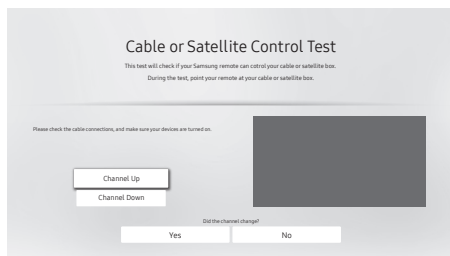 Cable or Satellite Control Test
This test will check if your Samsung remote can cotrol your cable or satellite box.
During the test, point your remote at your cable or satellite box.
Please check the cable connections, and make sure your devices are turned on.
Channel Up
Channel Down
Did the channel change?
Yes
No